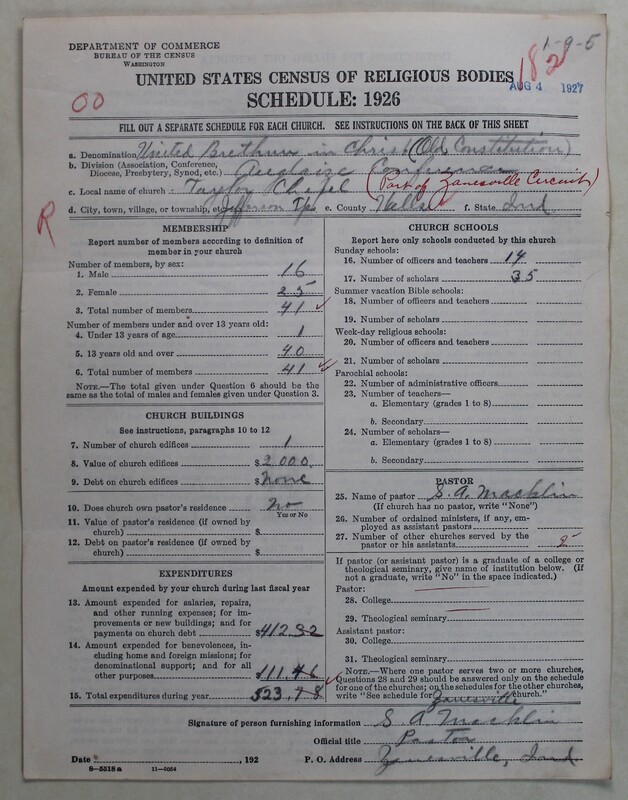 1-9-5
DEPARTMENT OF COMMERCE
BUREAU OF THE CENSUS
WASHINGTON
182
AUG 4 1927
UNITED STATES CENSUS OF RELIGIOUS BODIES
OO
SCHEDULE: 1926
FILL OUT A SEPARATE SCHEDULE FOR EACH CHURCH. SEE INSTRUCTIONS ON THE BACK OF THIS SHEET
a. Denomination United Brethren in Christ (Old Constitution)
b. Division (Association, Conference,
Diocese, Presbytery, Synod, etc.) Auglaize Conference
c. Local name of church Taylor Chapel (Part of Zanesville Circuit)
d. City, town, village, or township, etc. Jefferson Tp. e. County Wells f. State Ind.
R
MEMBERSHIP
Report number of members according to definition of
member in your church
Number of members, by sex:
1. Male 16
2. Female 25
3. Total number of members 41
Number of members under and over 13 years old:
4. Under 13 years of age 1
5. 13 years old and over 40
6. Total number of members 41
NOTE.—The total given under Question 6 should be
the same as the total of males and females given under Question 3.
CHURCH BUILDINGS
See instructions, paragraphs 10 to 12
7. Number of church edifices 1
8. Value of church edifices $2,000.
9. Debt on church edifices $None
10. Does church own pastor's residence No
Yes or No
11. Value of pastor's residence (if owned by
church) $
12. Debt on pastor's residence (if owned by
church) $
EXPENDITURES
Amount expended by your church during last fiscal year
13. Amount expended for salaries, repairs,
and other running expenses; for im-
provements or new buildings; and for
payments on church debt $412.32
14. Amount expended for benevolences, in-
cluding home and foreign missions; for
denominational support; and for all
other purposes $111.46
15. Total expenditures during year 523.78
CHURCH SCHOOLS
Report here only schools conducted by this church
Sunday schools:
16. Number of officers and teachers 14
17. Number of scholars 35
Summer vacation Bible schools:
18. Number of officers and teachers
19. Number of scholars
Week-day religious schools:
20. Number of officers and teachers
21. Number of scholars
Parochial schools:
22. Number of administrative officers
23. Number of teachers—
a. Elementary (grades 1 to 8)
b. Secondary
24. Number of scholars—
a. Elementary (grades 1 to 8)
b. Secondary
PASTOR
25. Name of pastor S. A. Macklin
(If church has no pastor, write "None")
26. Number of ordained ministers, if any, em-
ployed as assistant pastors
27. Number of other churches served by the
pastor or his assistants
If pastor (or assistant pastor) is a graduate of a college or
theological seminary, give name of institution below. (If
not a graduate, write "No" in the space indicated.)
Pastor:
28. College
29. Theological seminary
Assistant pastor:
30. College
31. Theological seminary
NOTE.—Where one pastor serves two or more churches,
Questions 28 and 29 should be answered only on the schedule
for one of the churches; on the schedules for the other churches,
write "See schedule for Zanesville church."
Signature of person furnishing information S. A. Macklin
Official title Pastor
Date , 192 P. O. Address Zanesville, Ind
8-5518 a 11-9054